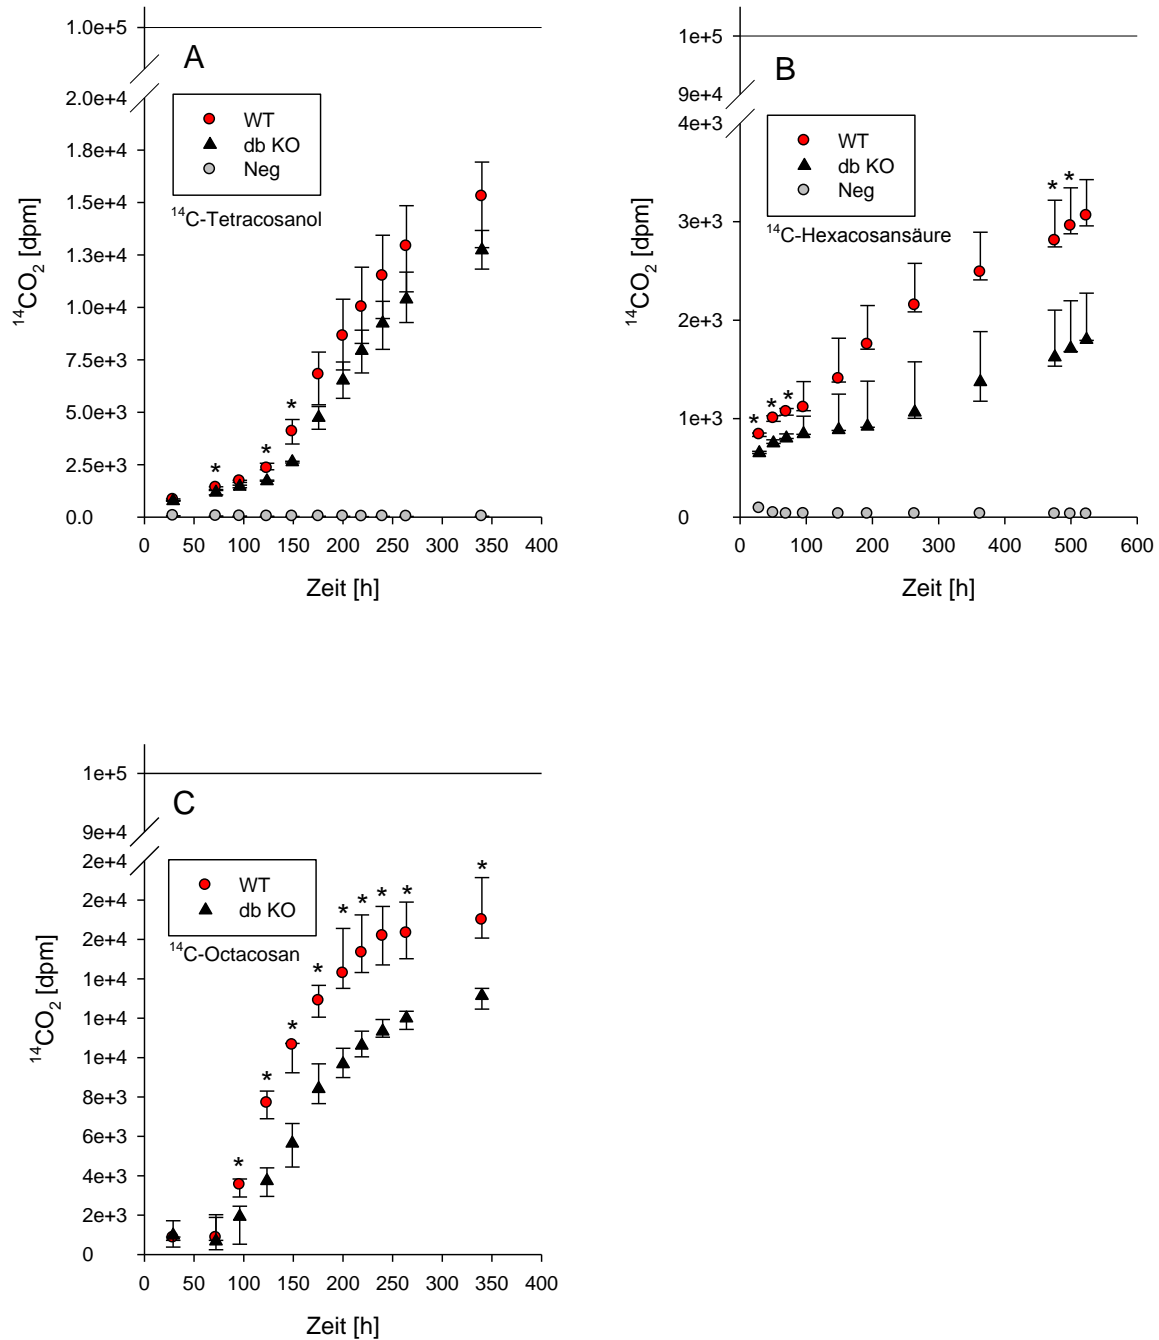 A
1.0e+5
2.0e+4
1.8e+4
1.5e+4
1.3e+4
1.0e+4
7.5e+3
5.0e+3
2.5e+3
0.0
¹⁴CO₂ [dpm]
WT
db KO
Neg
¹⁴C-Tetracosanol
*
*
*
0 50 100 150 200 250 300 350 400
Zeit [h]
B
1e+5
9e+4
4e+3
3e+3
2e+3
1e+3
0
¹⁴CO₂ [dpm]
WT
db KO
Neg
¹⁴C-Hexacosansäure
* * * * *
0 100 200 300 400 500 600
Zeit [h]
C
1e+5
9e+4
2e+4
2e+4
2e+4
1e+4
1e+4
1e+4
8e+3
6e+3
4e+3
2e+3
0
¹⁴CO₂ [dpm]
WT
db KO
¹⁴C-Octacosan
* * * * * * * * *
0 50 100 150 200 250 300 350 400
Zeit [h]